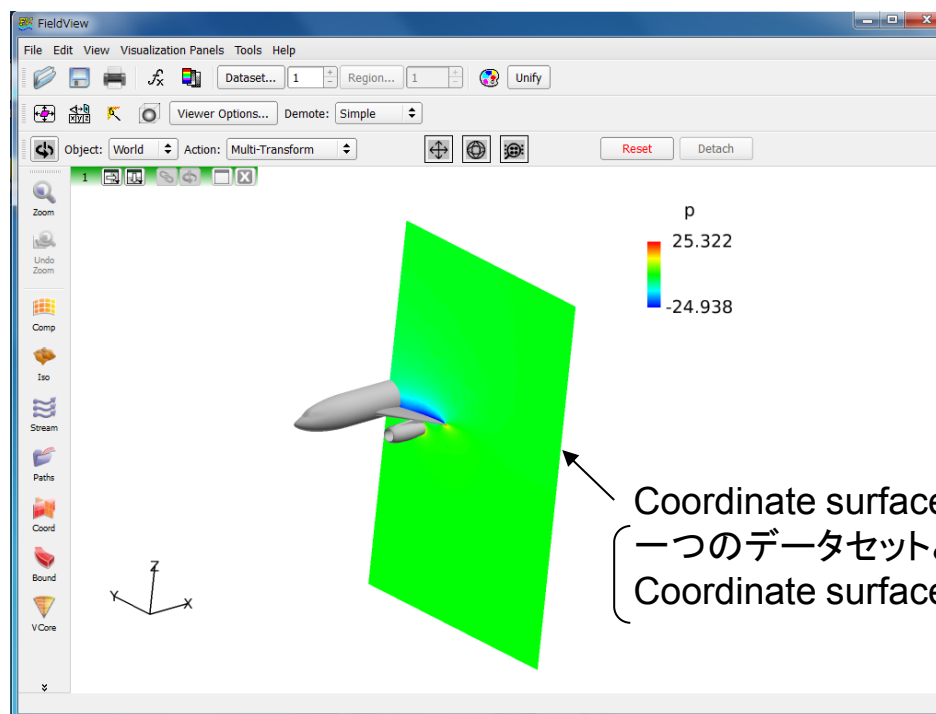 FieldView
File Edit View Visualization Panels Tools Help
Dataset... 1 Region... 1 Unify
Viewer Options... Demote: Simple
Object: World Action: Multi-Transform Reset Detach
1
Zoom
Undo
Zoom
Comp
Iso
Stream
Paths
Coord
Bound
VCore
p
25.322
-24.938
Z
Y
X
Coordinate surface
一つのデータセット
Coordinate surface